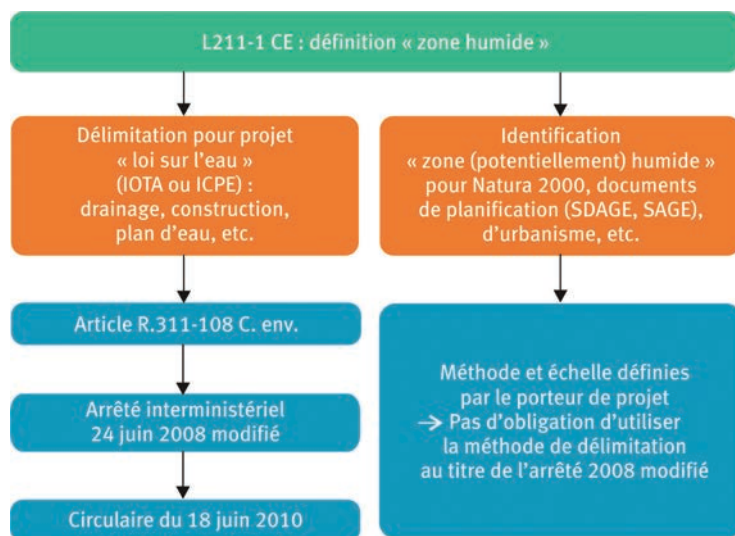 L211-1 CE : définition « zone humide »
Délimitation pour projet
« loi sur l’eau »
(IOTA ou ICPE) :
drainage, construction,
plan d’eau, etc.
Identification
« zone (potentiellement) humide »
pour Natura 2000, documents
de planification (SDAGE, SAGE),
d’urbanisme, etc.
Article R.311-108 C. env.
Arrêté interministériel
24 juin 2008 modifié
Circulaire du 18 juin 2010
Méthode et échelle définies
par le porteur de projet
→ Pas d’obligation d’utiliser
la méthode de délimitation
au titre de l’arrêté 2008 modifié